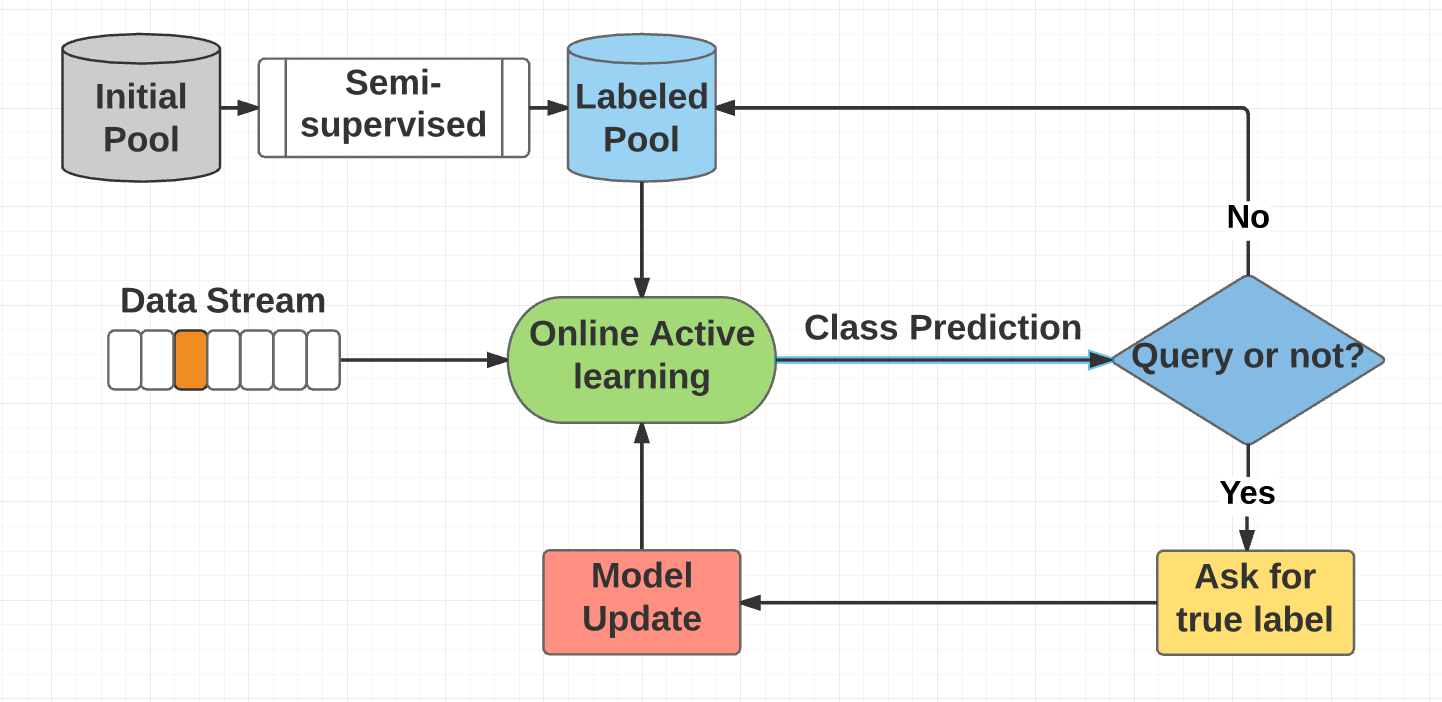 Initial
Pool
Semi-
supervised
Labeled
Pool
No
Data Stream
Online Active
learning
Class Prediction
Query or not?
Yes
Model
Update
Ask for
true label